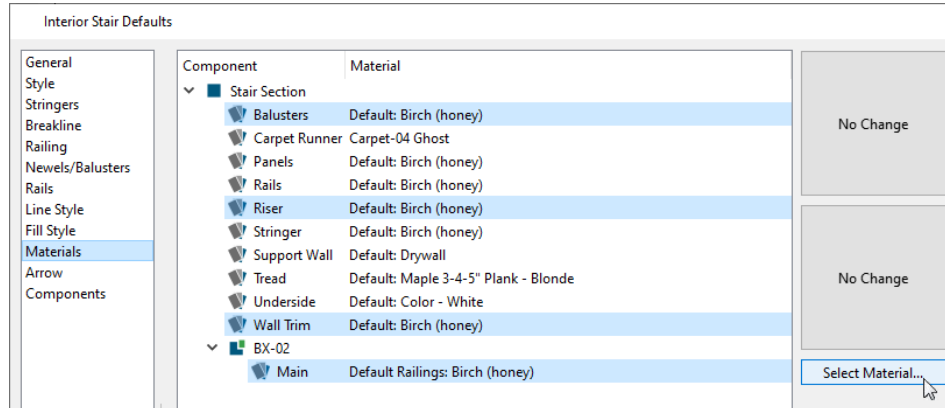 Interior Stair Defaults
General
Style
Stringers
Breakline
Railing
Newels/Balusters
Rails
Line Style
Fill Style
Materials
Arrow
Components
Component Material
Stair Section
Balusters Default: Birch (honey)
Carpet Runner Carpet-04 Ghost
Panels Default: Birch (honey)
Rails Default: Birch (honey)
Riser Default: Birch (honey)
Stringer Default: Birch (honey)
Support Wall Default: Drywall
Tread Default: Maple 3-4-5" Plank - Blonde
Underside Default: Color - White
Wall Trim Default: Birch (honey)
BX-02
Main Default Railings: Birch (honey)
No Change
No Change
Select Material...